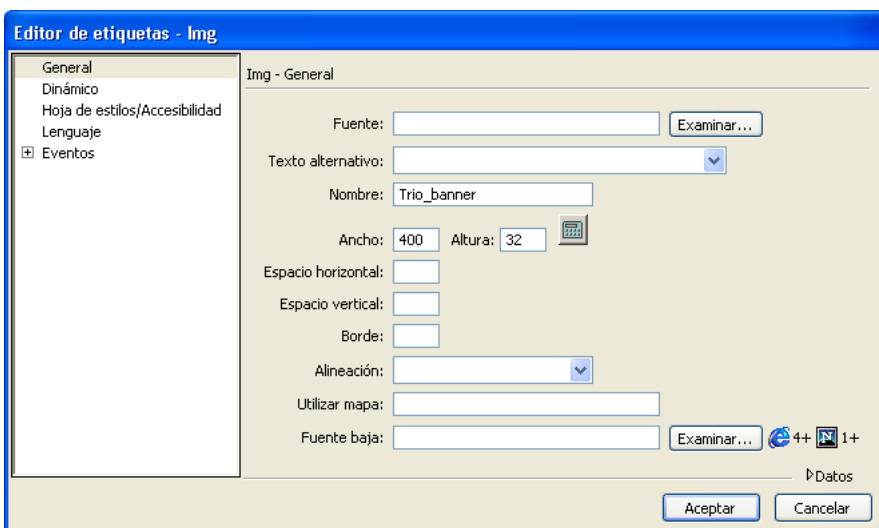 Editor de etiquetas - Img
General
Dinámico
Hoja de estilos/Accesibilidad
Lenguaje
Eventos
Img - General
Fuente: Examinar...
Texto alternativo:
Nombre: Trio_banner
Ancho: 400 Altura: 32
Espacio horizontal:
Espacio vertical:
Borde:
Alineación:
Utilizar mapa:
Fuente baja: Examinar... 4+ N 1+
Datos
Aceptar Cancelar